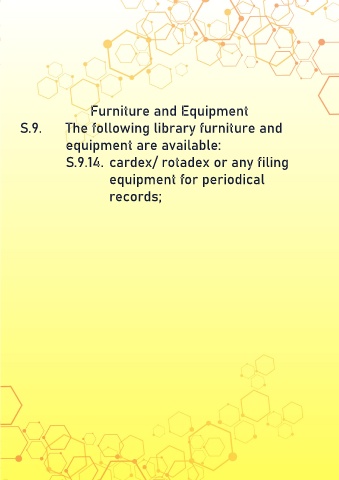 Furniture and Equipment
S.9. The following library furniture and
equipment are available:
S.9.14. cardex/ rotadex or any filing
equipment for periodical
records;